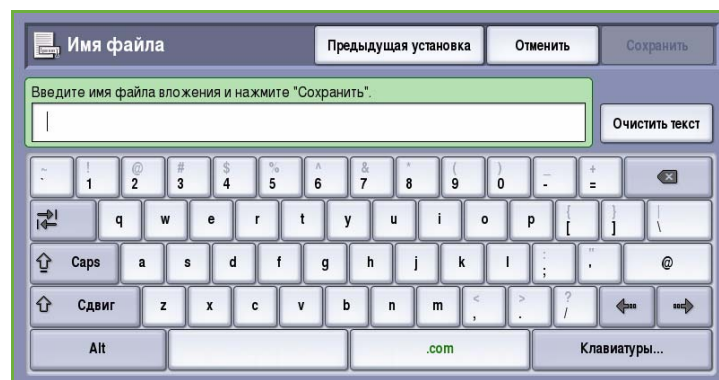 Имя файла Предыдущая установка Отменить Сохранить
Введите имя файла вложения и нажмите "Сохранить".
Очистить текст
~ ! @ # $ % ^ & * ( ) _ +
` 1 2 3 4 5 6 7 8 9 0 - =
q w e r t y u i o p { [ } ] | \
Caps a s d f g h j k l : ; " ' @
Сдвиг z x c v b n m < , > . ? /
Alt .com Клавиатуры...